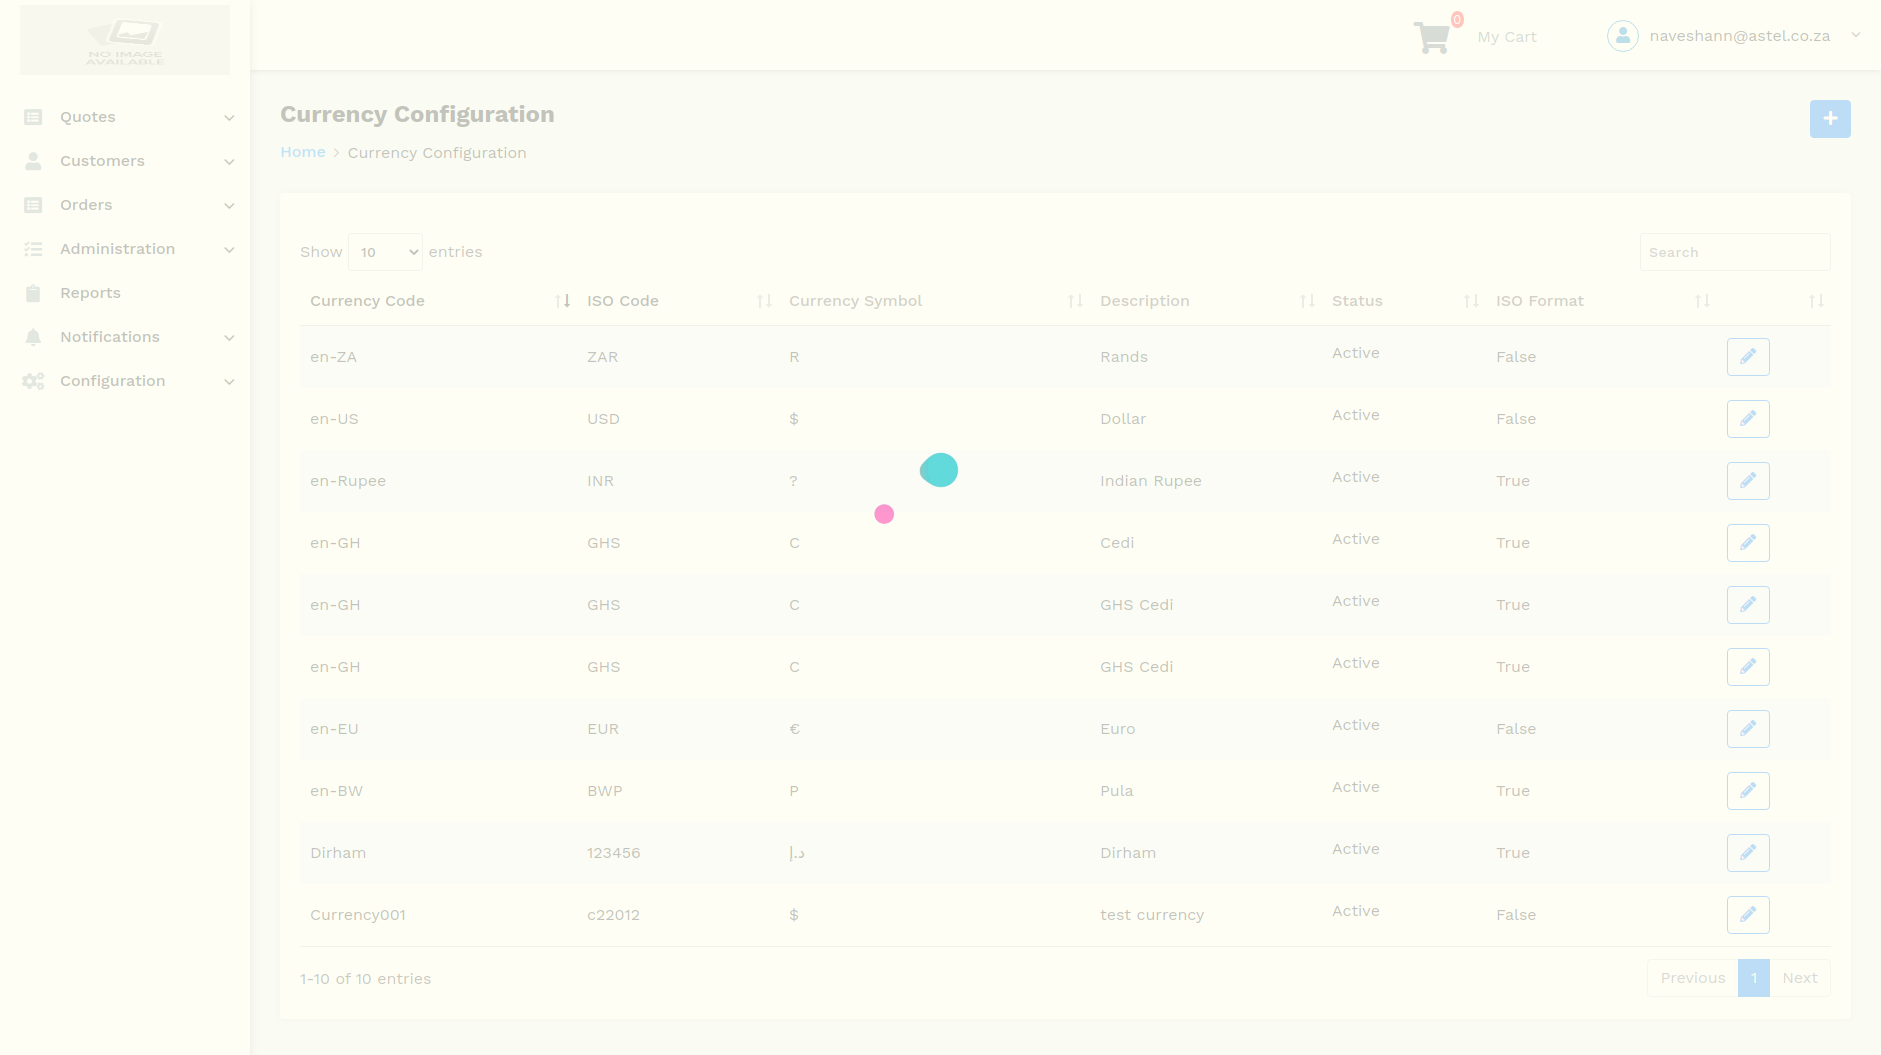 NO IMAGE
AVAILABLE
0
My Cart
naveshann@astel.co.za
Quotes
Customers
Orders
Administration
Reports
Notifications
Configuration
Currency Configuration
Home > Currency Configuration
Show 10 entries
Search
Currency Code ISO Code Currency Symbol Description Status ISO Format
en-ZA ZAR R Rands Active False
en-US USD $ Dollar Active False
en-Rupee INR ? Indian Rupee Active True
en-GH GHS C Cedi Active True
en-GH GHS C GHS Cedi Active True
en-GH GHS C GHS Cedi Active True
en-EU EUR € Euro Active False
en-BW BWP P Pula Active True
Dirham 123456 د.إ Dirham Active True
Currency001 c22012 $ test currency Active False
1-10 of 10 entries
Previous 1 Next